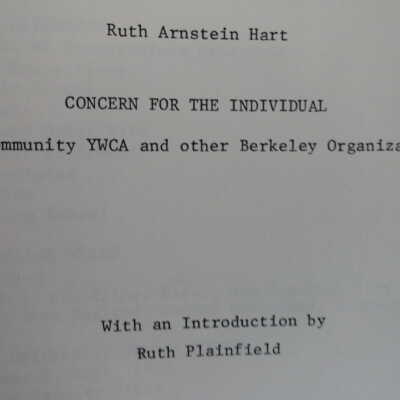 Ruth Arnstein Hart
CONCERN FOR THE INDIVIDUAL
mmunity YWCA and other Berkeley Organiza
With an Introduction by
Ruth Plainfield